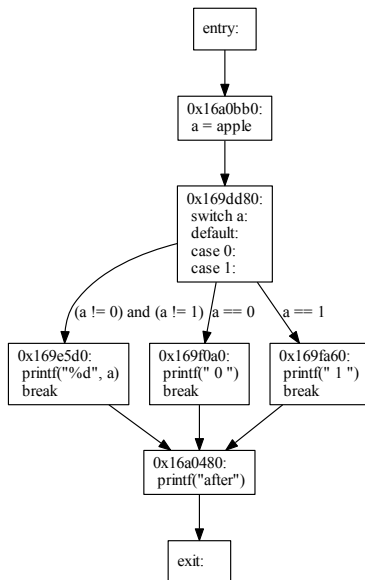 entry:
0x16a0bb0:
a = apple
0x169dd80:
switch a:
default:
case 0:
case 1:
(a != 0) and (a != 1)
a == 0
a == 1
0x169e5d0:
printf("%d", a)
break
0x169f0a0:
printf(" 0 ")
break
0x169fa60:
printf(" 1 ")
break
0x16a0480:
printf("after")
exit: